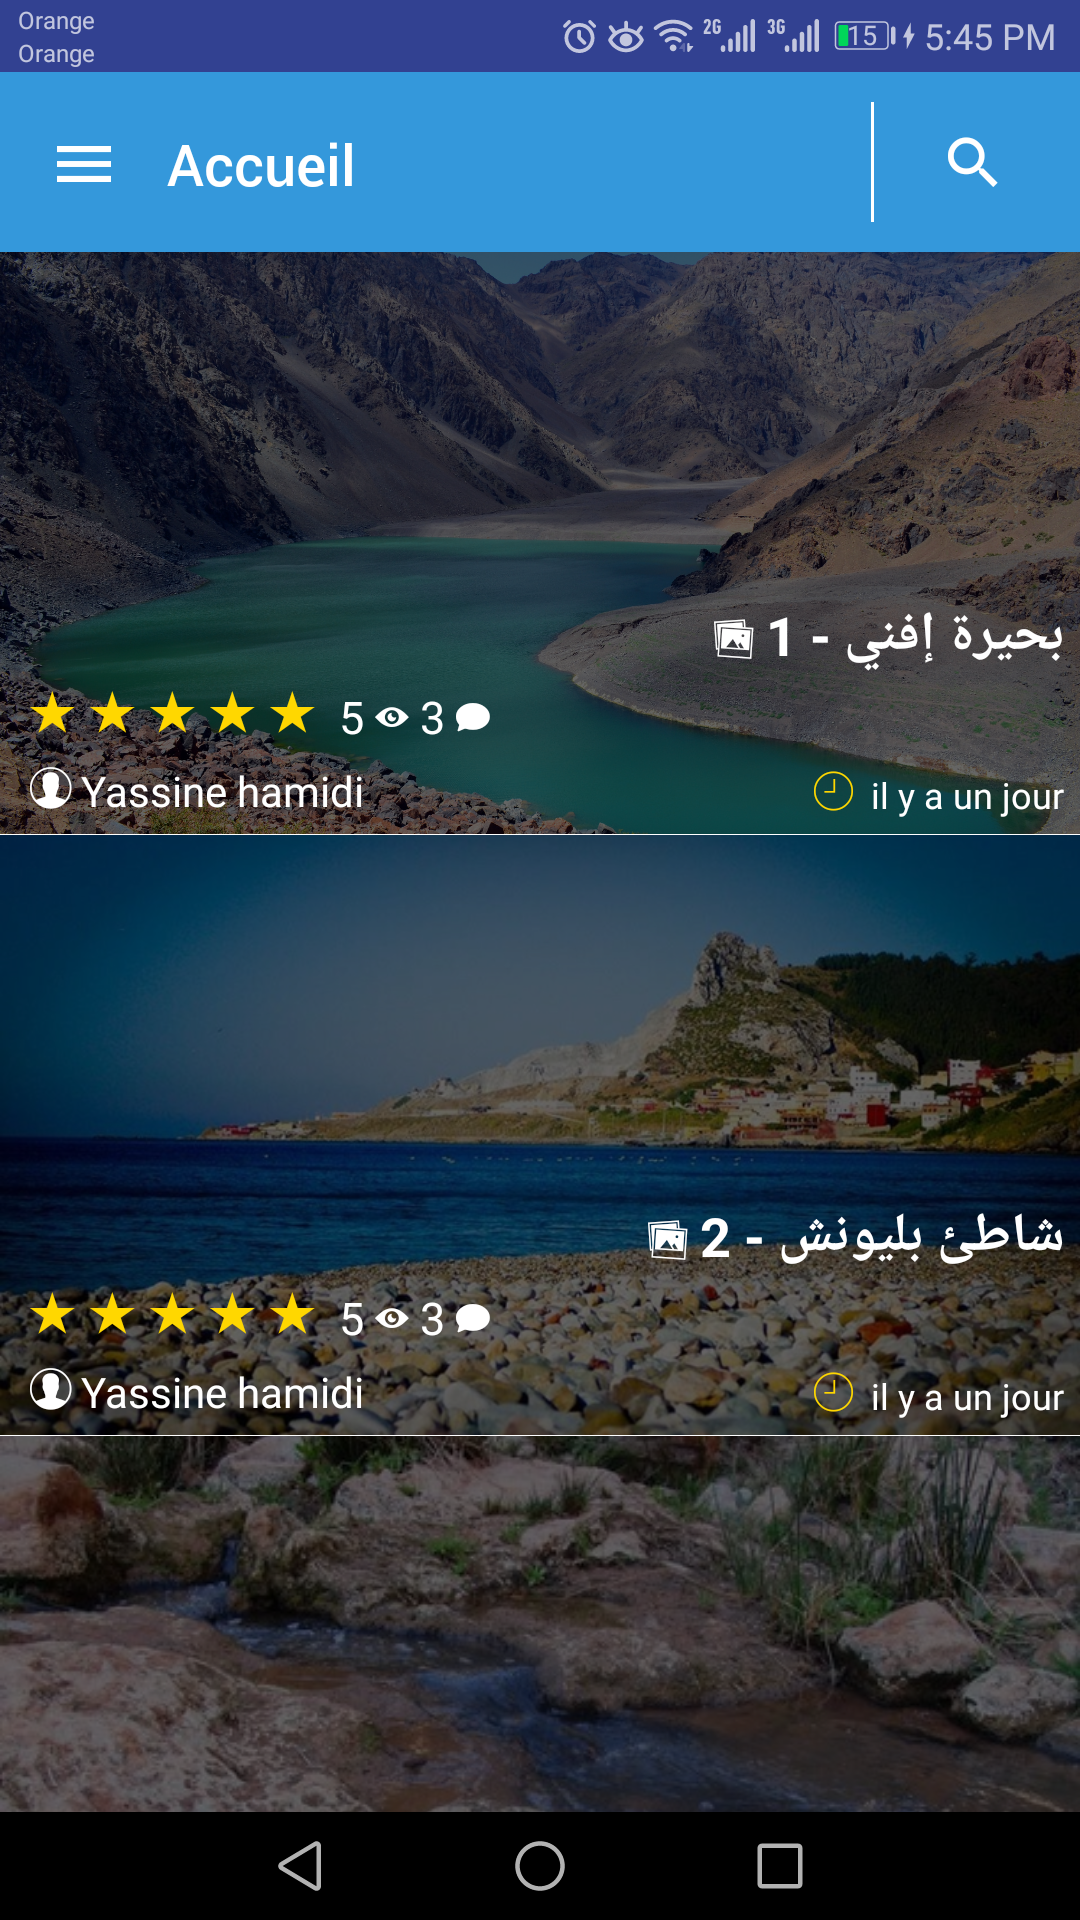 Orange
Orange
2G 3G 15 5:45 PM
Accueil
بحيرة إفني - 1
5 3
Yassine hamidi
il y a un jour
شاطئ بليونش - 2
5 3
Yassine hamidi
il y a un jour